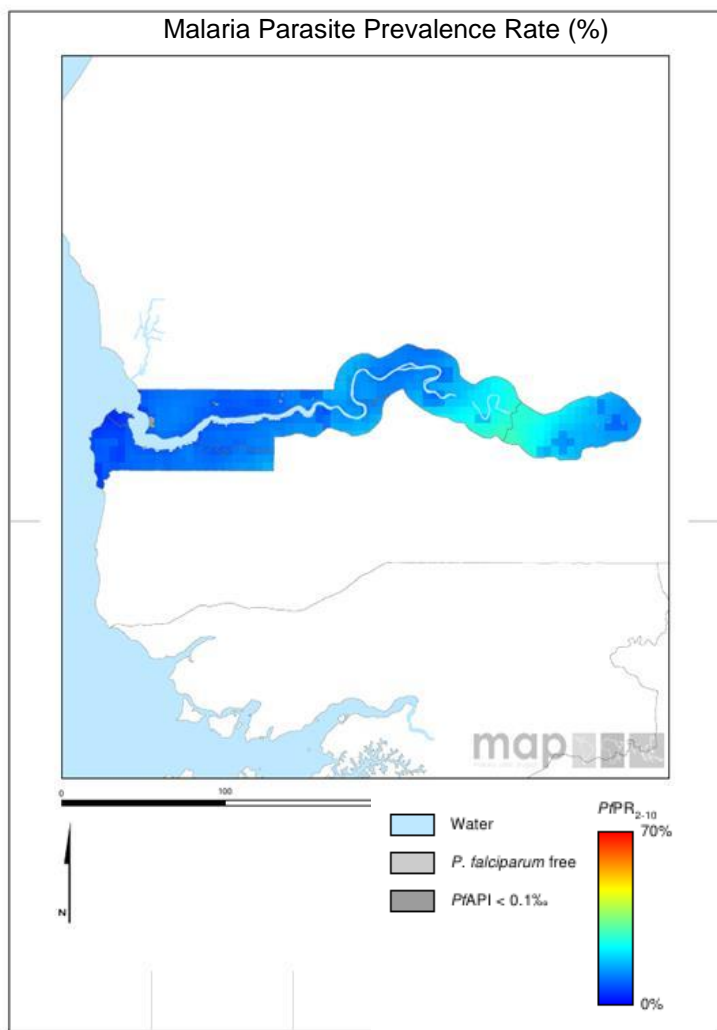 Malaria Parasite Prevalence Rate (%)
map
0
100
N
Water
P. falciparum free
PfAPI < 0.1‰
PfPR2-10
70%
0%